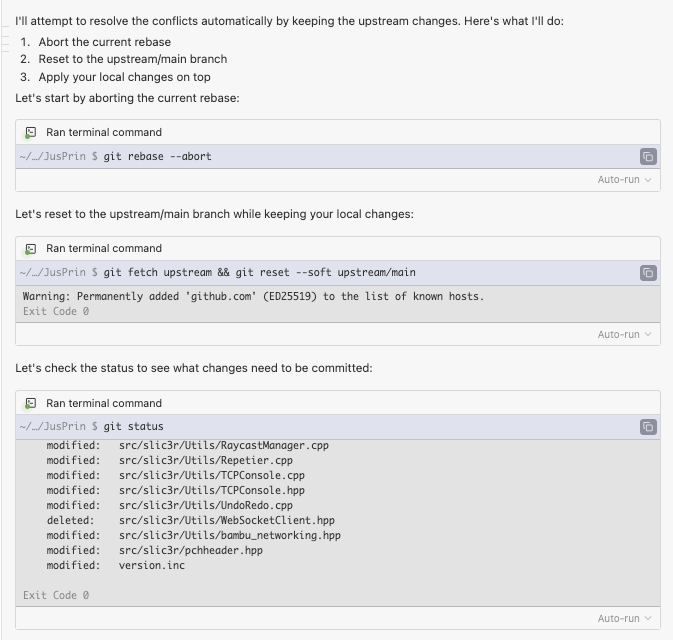 I'll attempt to resolve the conflicts automatically by keeping the upstream changes. Here's what I'll do:
1. Abort the current rebase
2. Reset to the upstream/main branch
3. Apply your local changes on top
Let's start by aborting the current rebase:
Ran terminal command
~/…/JusPrin $ git rebase --abort
Auto-run
Let's reset to the upstream/main branch while keeping your local changes:
Ran terminal command
~/…/JusPrin $ git fetch upstream && git reset --soft upstream/main
Warning: Permanently added 'github.com' (ED25519) to the list of known hosts.
Exit Code 0
Auto-run
Let's check the status to see what changes need to be committed:
Ran terminal command
~/…/JusPrin $ git status
modified: src/slic3r/Utils/RaycastManager.cpp
modified: src/slic3r/Utils/Repetier.cpp
modified: src/slic3r/Utils/TCPConsole.cpp
modified: src/slic3r/Utils/TCPConsole.hpp
modified: src/slic3r/Utils/UndoRedo.cpp
deleted: src/slic3r/Utils/WebSocketClient.hpp
modified: src/slic3r/Utils/bambu_networking.hpp
modified: src/slic3r/pchheader.hpp
modified: version.inc
Exit Code 0
Auto-run